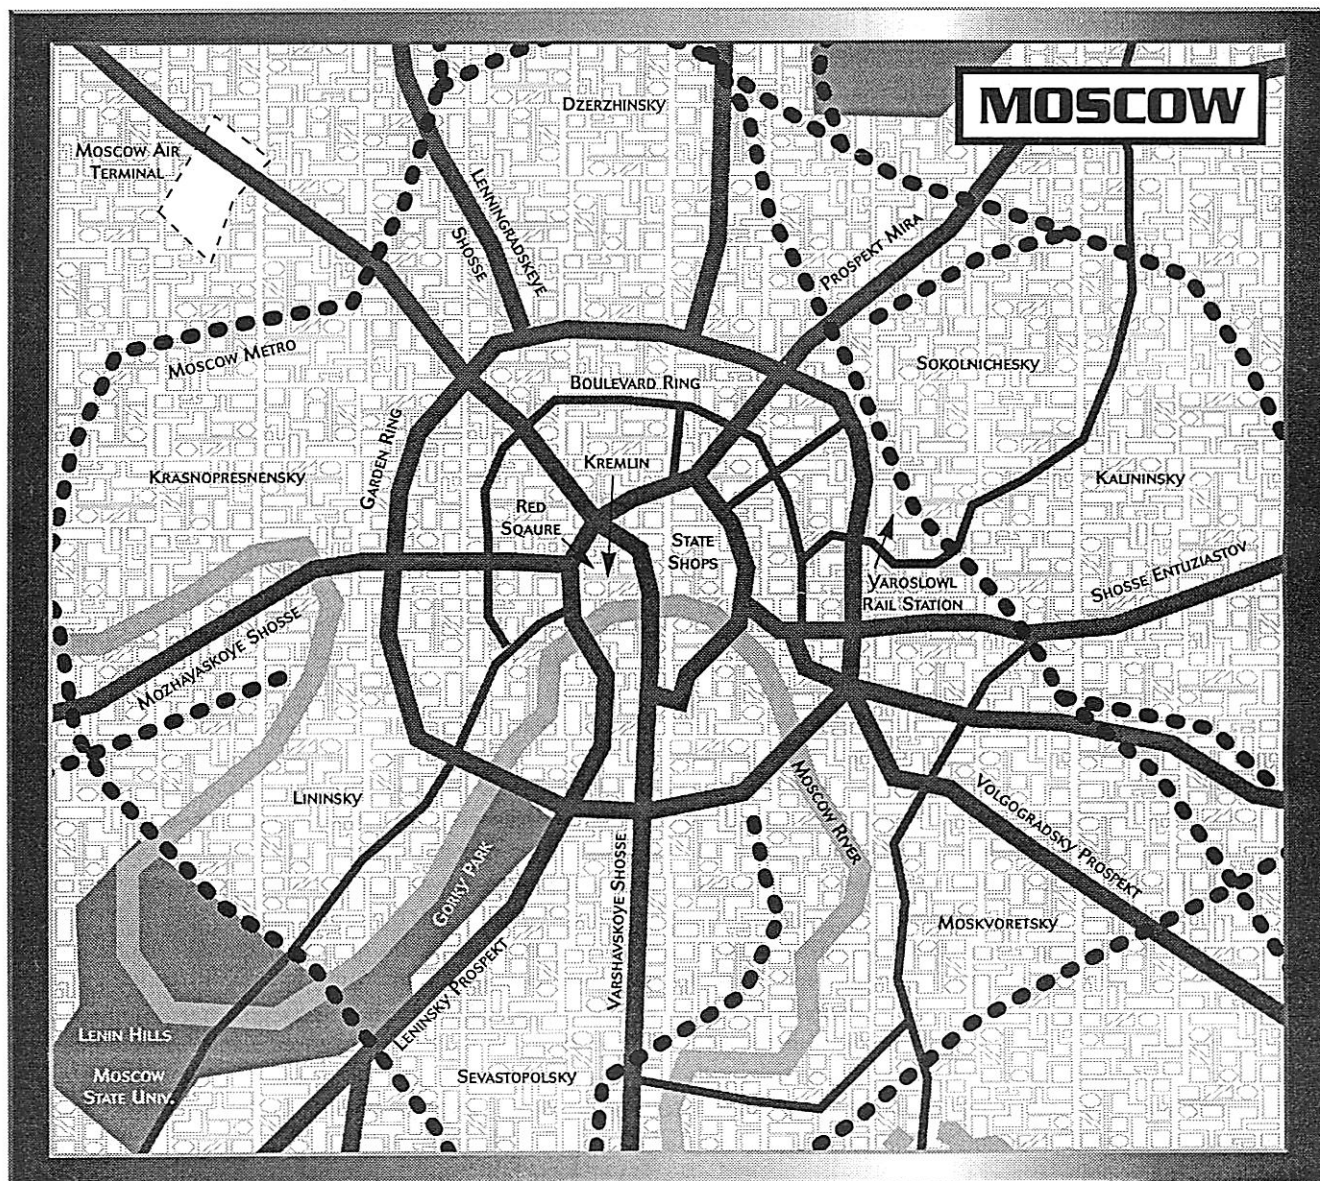 MOSCOW
DZERZHINSKY
MOSCOW AIR
TERMINAL
LENNINGRADSKEYE
SHOSSE
PROSPEKT MIRA
MOSCOW METRO
SOKOLNICHESKY
BOULEVARD RING
GARDEN RING
KREMLIN
KRASNOPRESNENSKY
KALININSKY
RED
SQAURE
STATE
SHOPS
YAROSLOWL
RAIL STATION
SHOSSE ENTUZIASTOV
MOZHAYASKOYE SHOSSE
LININSKY
MOSCOW RIVER
VOLGOGRADSKY PROSPEKT
GORKY PARK
VARSHAVSKOYE SHOSSE
MOSKVORETSKY
LENINSKY PROSPEKT
LENIN HILLS
MOSCOW
STATE UNIV.
SEVASTOPOLSKY